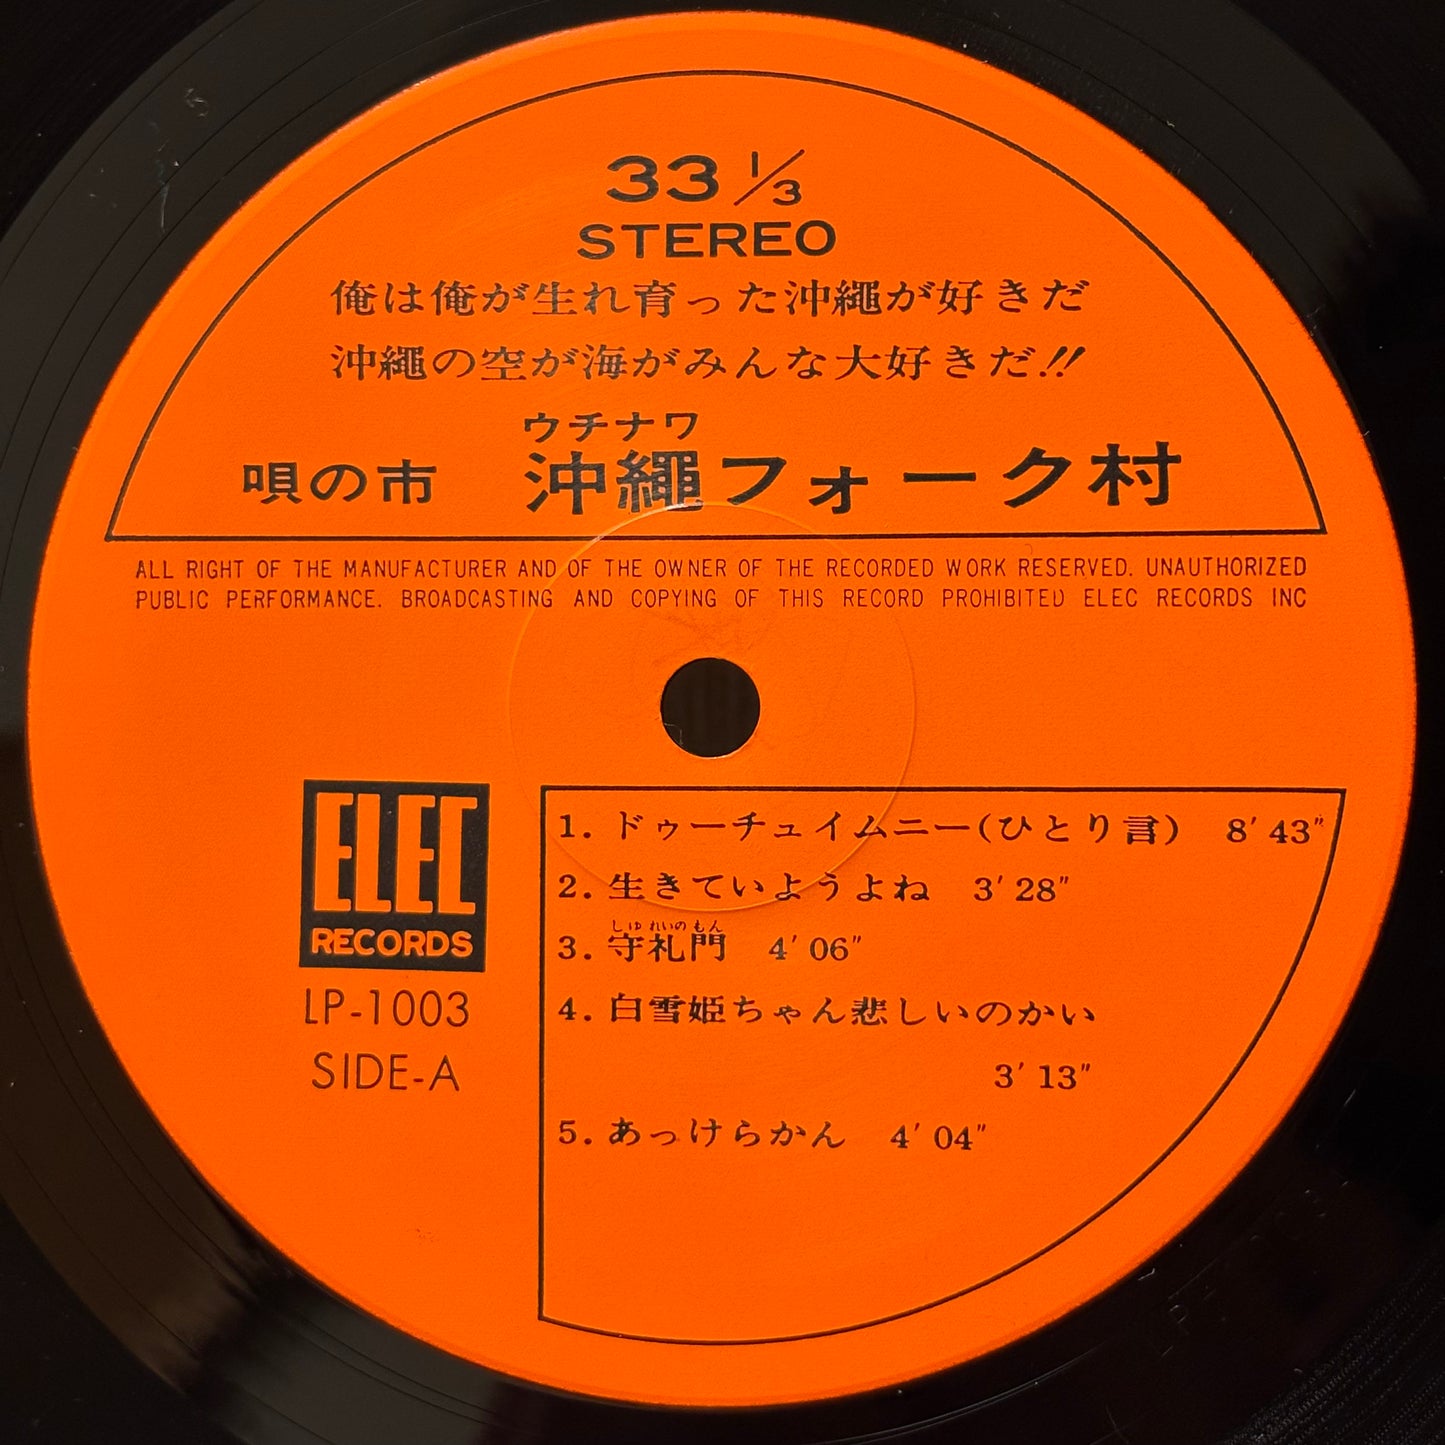 33 1/3
STEREO
俺は俺が生れ育った沖繩が好きだ
沖繩の空が海がみんな大好きだ!!
ウチナワ
唄の市 沖繩フォーク村
ALL RIGHT OF THE MANUFACTURER AND OF THE OWNER OF THE RECORDED WORK RESERVED. UNAUTHORIZED
PUBLIC PERFORMANCE. BROADCASTING AND COPYING OF THIS RECORD PROHIBITED ELEC RECORDS INC
ELEC
RECORDS
LP-1003
SIDE-A
1. ドゥーチュイムニー(ひとり言) 8′43″
2. 生きていようよね 3′28″
しゅれいのもん
3. 守礼門 4′06″
4. 白雪姫ちゃん悲しいのかい
3′13″
5. あっけらかん 4′04″